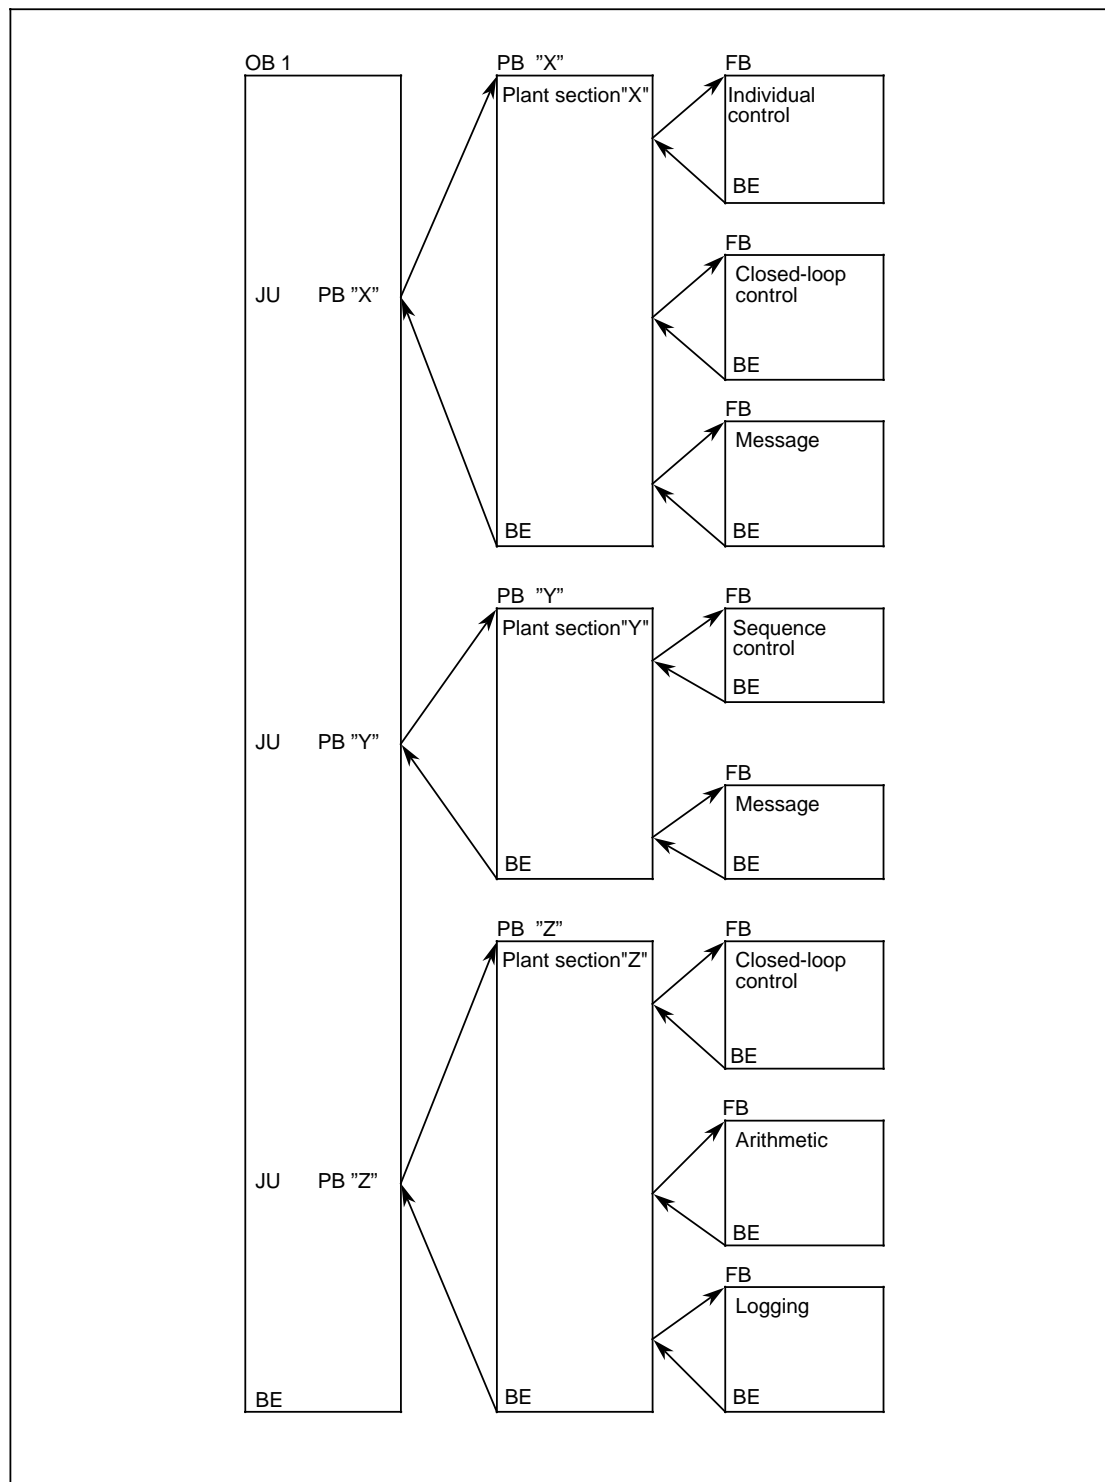 OB 1
JU PB ”X”
JU PB ”Y”
JU PB ”Z”
BE
PB ”X”
Plant section"X"
BE
FB
Individual
control
BE
FB
Closed-loop
control
BE
FB
Message
BE
PB ”Y”
Plant section"Y"
BE
FB
Sequence
control
BE
FB
Message
BE
PB ”Z”
Plant section"Z"
BE
FB
Closed-loop
control
BE
FB
Arithmetic
BE
FB
Logging
BE